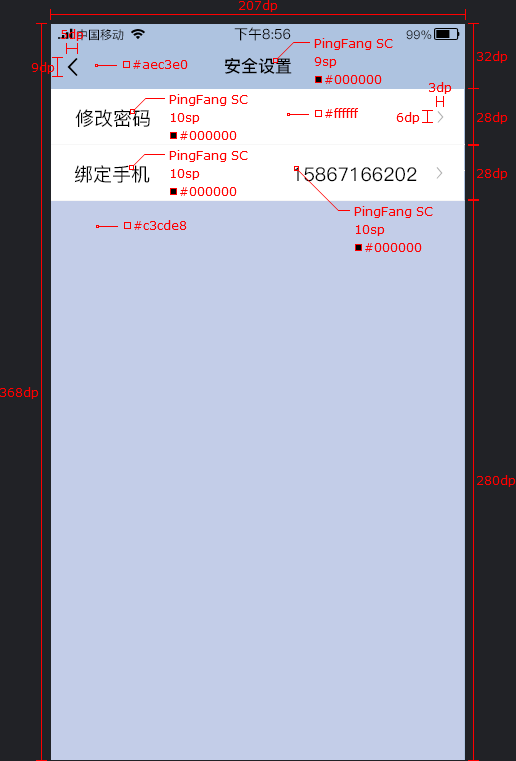 207dp
5dp
中国移动
下午8:56
99%
PingFang SC
9sp
#000000
9dp
#aec3e0
安全设置
32dp
3dp
修改密码
PingFang SC
10sp
#000000
#ffffff
6dp
28dp
绑定手机
PingFang SC
10sp
#000000
15867166202
28dp
PingFang SC
10sp
#000000
#c3cde8
368dp
280dp